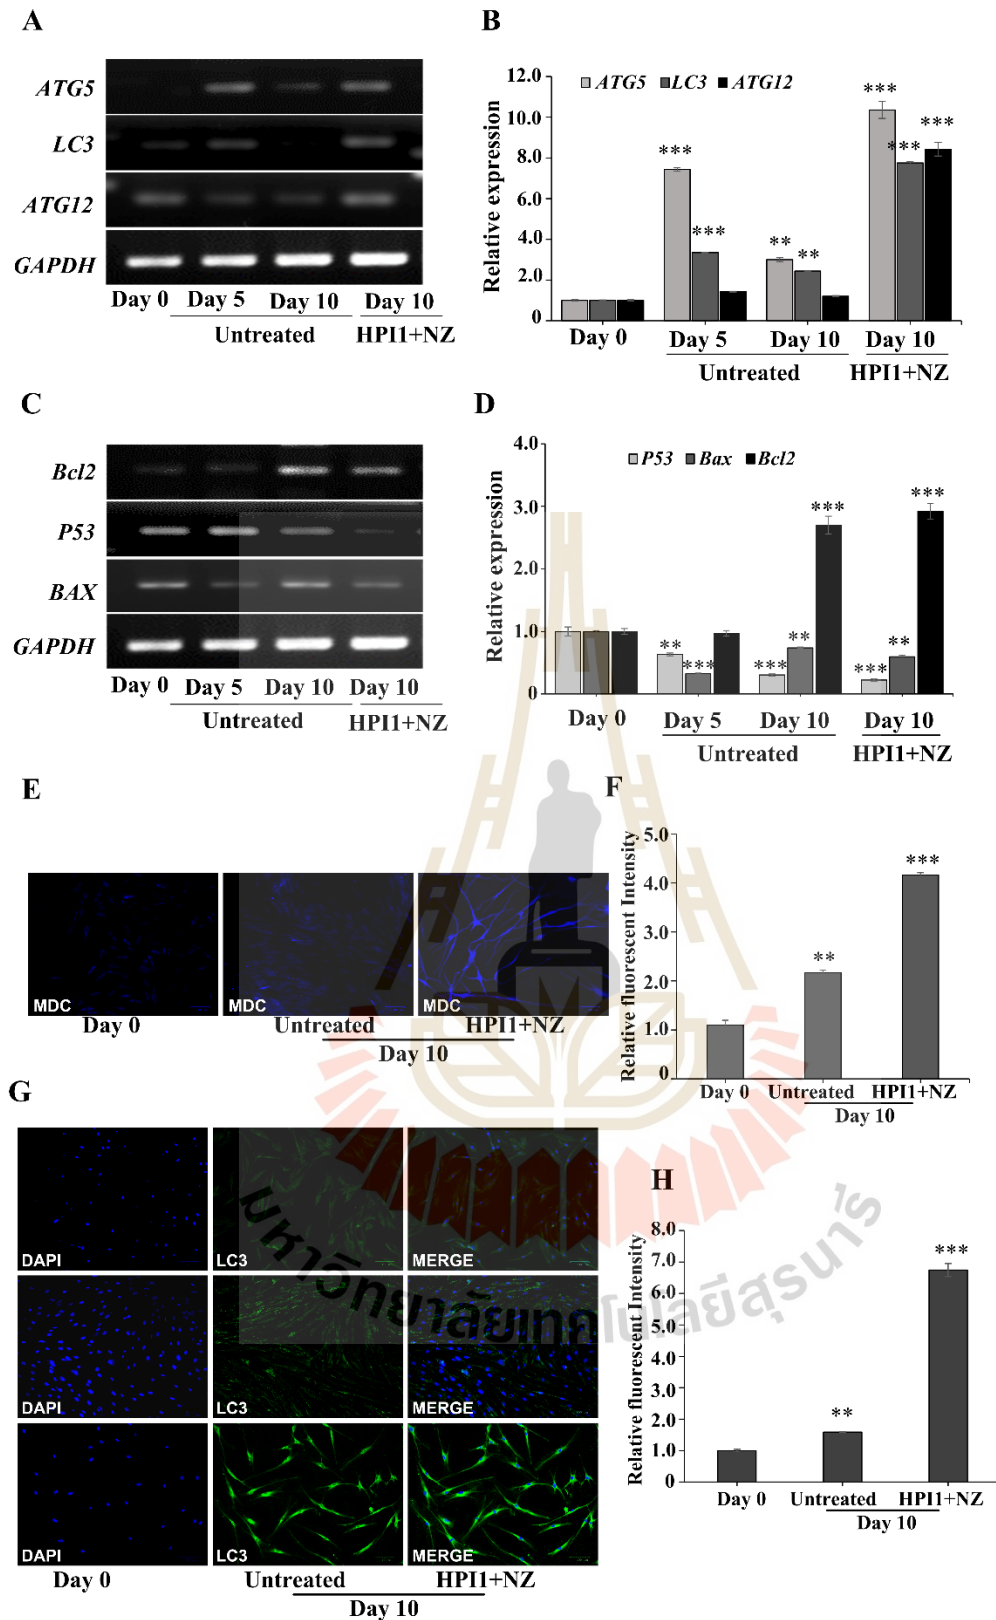 A
ATG5
LC3
ATG12
GAPDH
Day 0 Day 5 Day 10 Day 10
Untreated HPI1+NZ
B
Relative expression
12.0
10.0
8.0
6.0
4.0
2.0
.0
ATG5 LC3 ATG12
*** *** ** ** *** *** ***
Day 0 Day 5 Day 10 Day 10
Untreated HPI1+NZ
C
Bcl2
P53
BAX
GAPDH
Day 0 Day 5 Day 10 Day 10
Untreated HPI1+NZ
D
Relative expression
4.0
3.0
2.0
1.0
.0
P53 Bax Bcl2
** *** *** ** *** *** ** ***
Day 0 Day 5 Day 10 Day 10
Untreated HPI1+NZ
E
MDC MDC MDC
Day 0 Untreated HPI1+NZ
Day 10
F
Relative fluorescent Intensity
5.0
4.0
3.0
2.0
1.0
.0
** ***
Day 0 Untreated HPI1+NZ
Day 10
G
DAPI LC3 MERGE
DAPI LC3 MERGE
DAPI LC3 MERGE
Day 0 Untreated HPI1+NZ
Day 10
H
Relative fluorescent Intensity
8.0
7.0
6.0
5.0
4.0
3.0
2.0
1.0
0
** ***
Day 0 Untreated HPI1+NZ
Day 10
มหาวิทยาลัยเทคโนโลยีสุรนารี